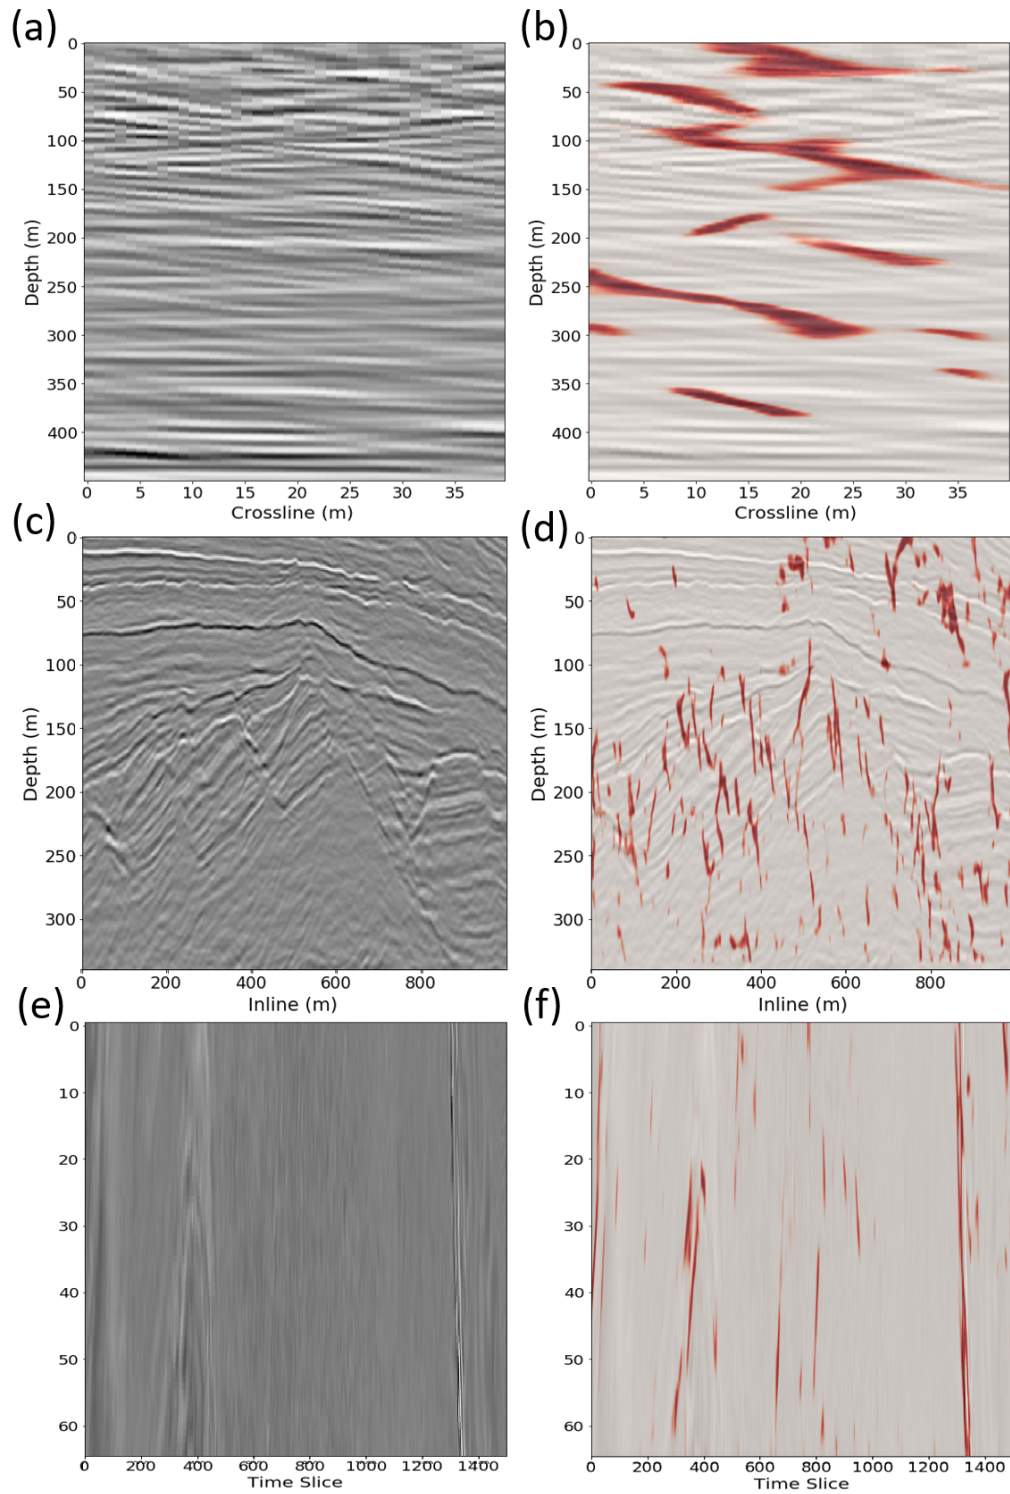 (a) (b)
0 0
50 50
100 100
150 150
200 200
250 250
300 300
350 350
400 400
Depth (m) Depth (m)
0 5 10 15 20 25 30 35 0 5 10 15 20 25 30 35
Crossline (m) Crossline (m)
(c) (d)
0 0
50 50
100 100
150 150
200 200
250 250
300 300
Depth (m) Depth (m)
0 200 400 600 800 0 200 400 600 800
Inline (m) Inline (m)
(e) (f)
0 0
10 10
20 20
30 30
40 40
50 50
60 60
0 200 400 600 800 1000 1200 1400 0 200 400 600 800 1000 1200 1400
Time Slice Time Slice